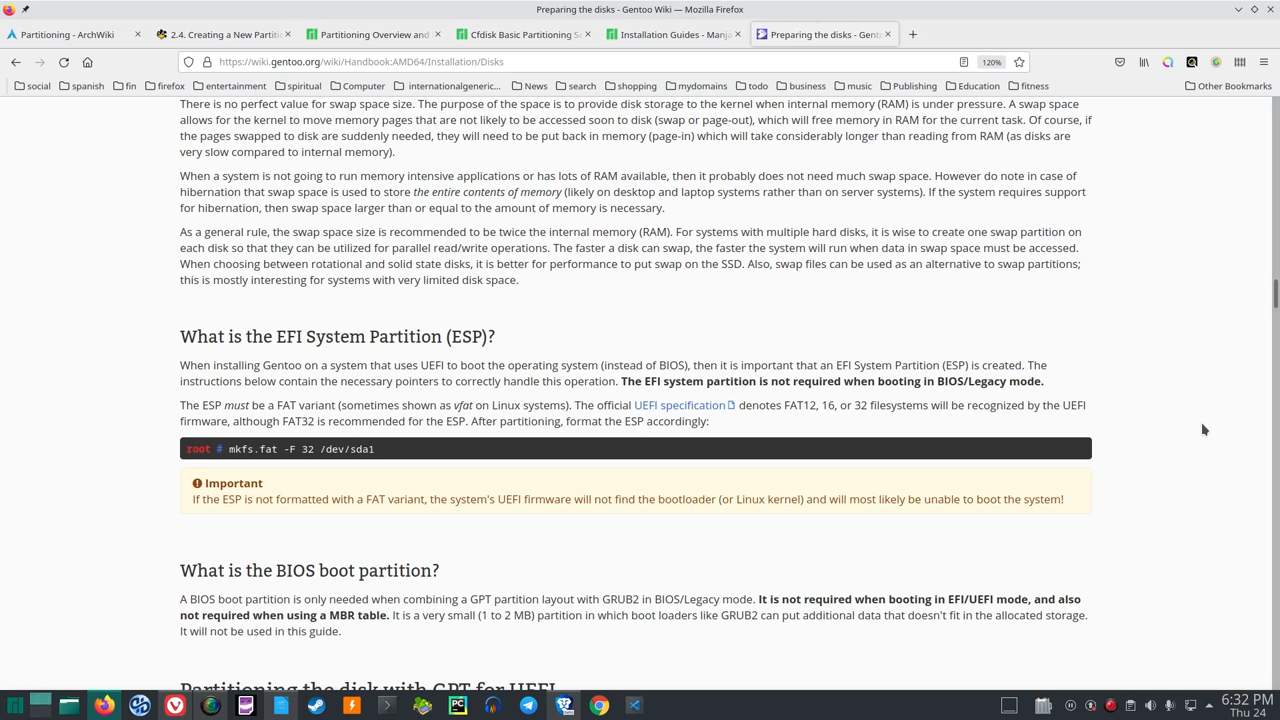 Preparing the disks - Gentoo Wiki — Mozilla Firefox
Partitioning - ArchWiki
2.4. Creating a New Partiti
Partitioning Overview and
Cfdisk Basic Partitioning
Installation Guides - Manja
Preparing the disks - Gento
https://wiki.gentoo.org/wiki/Handbook:AMD64/Installation/Disks
120%
social spanish fin firefox entertainment spiritual Computer internationalgeneric... News search shopping mydomains todo business music Publishing Education fitness Other Bookmarks
There is no perfect value for swap space size. The purpose of the space is to provide disk storage to the kernel when internal memory (RAM) is under pressure. A swap space
allows for the kernel to move memory pages that are not likely to be accessed soon to disk (swap or page-out), which will free memory in RAM for the current task. Of course, if
the pages swapped to disk are suddenly needed, they will need to be put back in memory (page-in) which will take considerably longer than reading from RAM (as disks are
very slow compared to internal memory).
When a system is not going to run memory intensive applications or has lots of RAM available, then it probably does not need much swap space. However do note in case of
hibernation that swap space is used to store the entire contents of memory (likely on desktop and laptop systems rather than on server systems). If the system requires support
for hibernation, then swap space larger than or equal to the amount of memory is necessary.
As a general rule, the swap space size is recommended to be twice the internal memory (RAM). For systems with multiple hard disks, it is wise to create one swap partition on
each disk so that they can be utilized for parallel read/write operations. The faster a disk can swap, the faster the system will run when data in swap space must be accessed.
When choosing between rotational and solid state disks, it is better for performance to put swap on the SSD. Also, swap files can be used as an alternative to swap partitions;
this is mostly interesting for systems with very limited disk space.
What is the EFI System Partition (ESP)?
When installing Gentoo on a system that uses UEFI to boot the operating system (instead of BIOS), then it is important that an EFI System Partition (ESP) is created. The
instructions below contain the necessary pointers to correctly handle this operation. The EFI system partition is not required when booting in BIOS/Legacy mode.
The ESP must be a FAT variant (sometimes shown as vfat on Linux systems). The official UEFI specification denotes FAT12, 16, or 32 filesystems will be recognized by the UEFI
firmware, although FAT32 is recommended for the ESP. After partitioning, format the ESP accordingly:
root # mkfs.fat -F 32 /dev/sda1
Important
If the ESP is not formatted with a FAT variant, the system's UEFI firmware will not find the bootloader (or Linux kernel) and will most likely be unable to boot the system!
What is the BIOS boot partition?
A BIOS boot partition is only needed when combining a GPT partition layout with GRUB2 in BIOS/Legacy mode. It is not required when booting in EFI/UEFI mode, and also
not required when using a MBR table. It is a very small (1 to 2 MB) partition in which boot loaders like GRUB2 can put additional data that doesn't fit in the allocated storage.
It will not be used in this guide.
Partitioning the disk with GPT for UEFI
6:32 PM
Thu 24